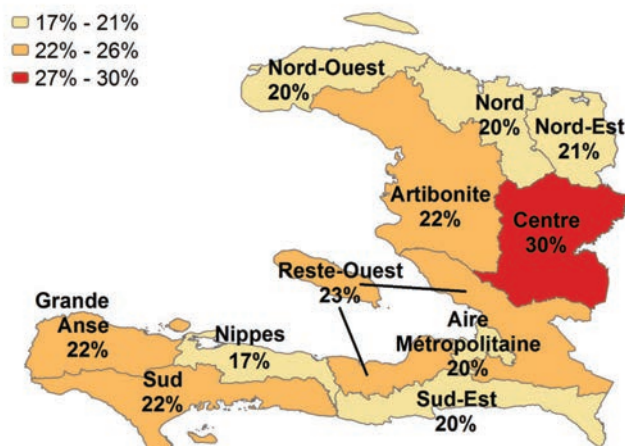 17% - 21%
22% - 26%
27% - 30%
Nord-Ouest
20%
Nord
20%
Nord-Est
21%
Artibonite
22%
Centre
30%
Reste-Ouest
23%
Grande
Anse
22%
Nippes
17%
Aire
Métropolitaine
20%
Sud
22%
Sud-Est
20%